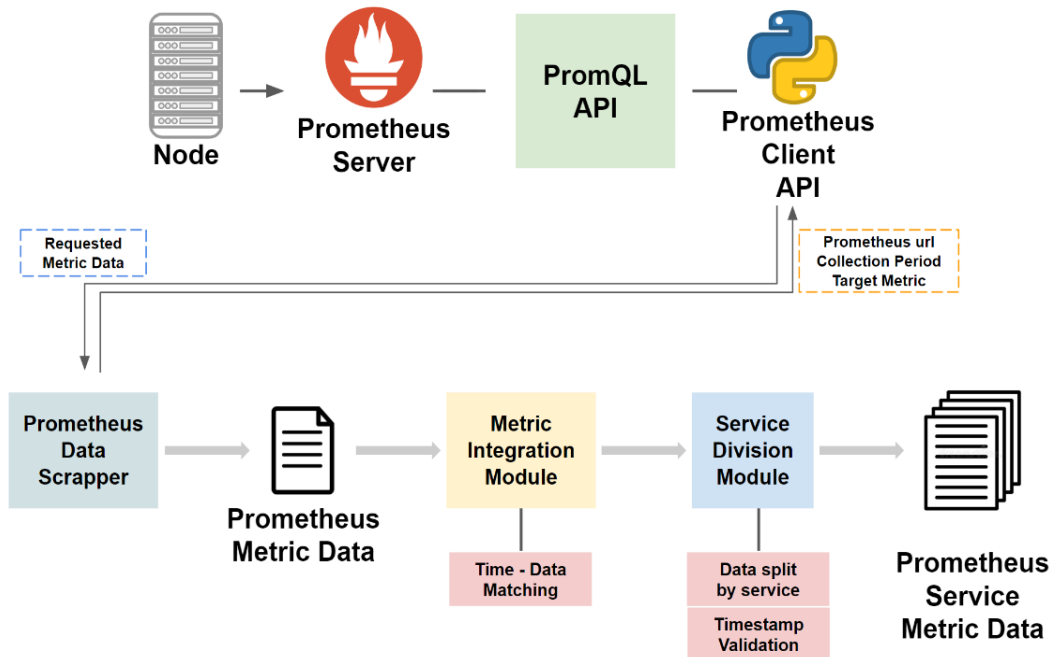 Node
Prometheus
Server
PromQL
API
Prometheus
Client
API
Requested
Metric Data
Prometheus url
Collection Period
Target Metric
Prometheus
Data
Scrapper
Prometheus
Metric Data
Metric
Integration
Module
Time - Data
Matching
Service
Division
Module
Data split
by service
Timestamp
Validation
Prometheus
Service
Metric Data